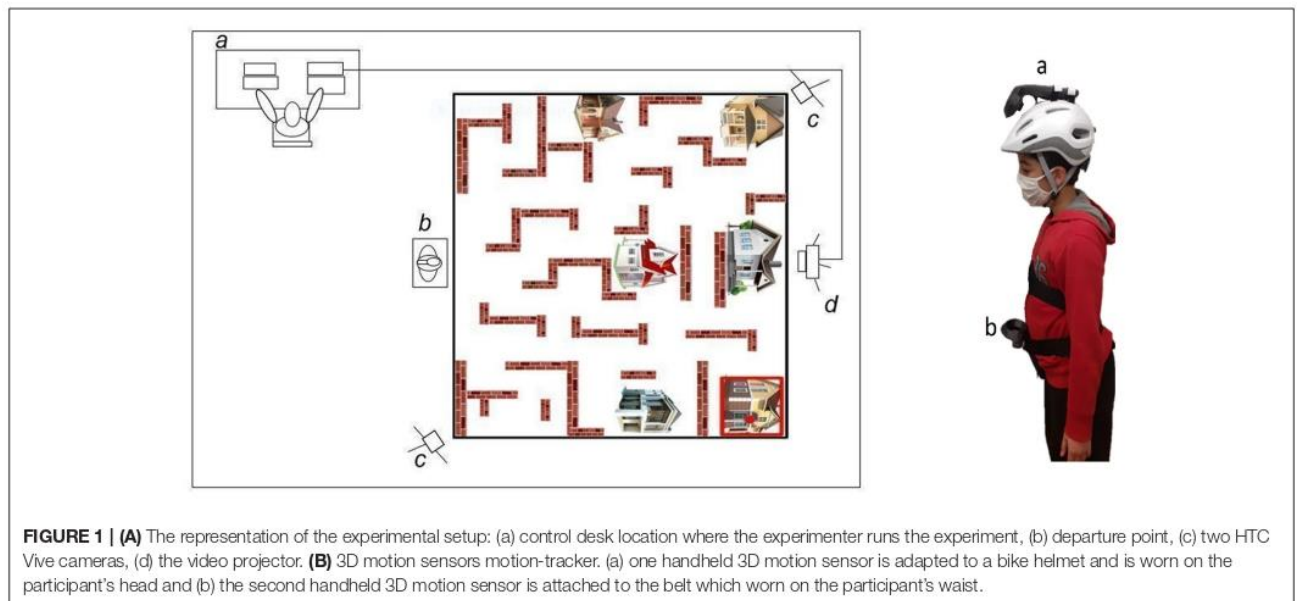 a
c
b
d
c
a
b
FIGURE 1 | (A) The representation of the experimental setup: (a) control desk location where the experimenter runs the experiment, (b) departure point, (c) two HTC
Vive cameras, (d) the video projector. (B) 3D motion sensors motion-tracker. (a) one handheld 3D motion sensor is adapted to a bike helmet and is worn on the
participant's head and (b) the second handheld 3D motion sensor is attached to the belt which worn on the participant's waist.